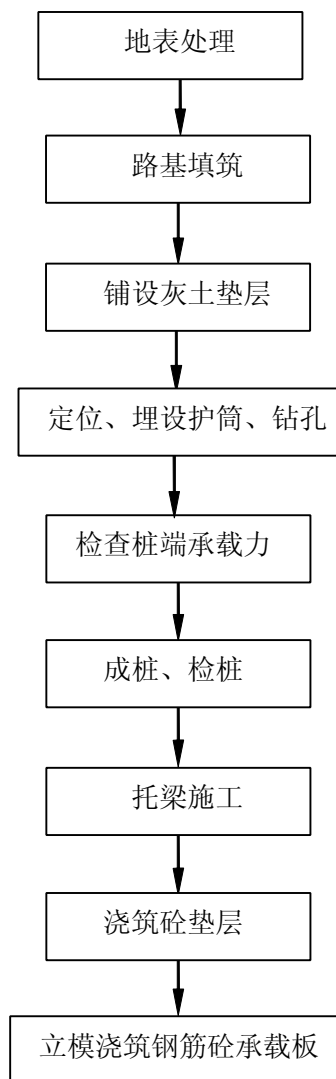 地表处理
路基填筑
铺设灰土垫层
定位、埋设护筒、钻孔
检查桩端承载力
成桩、检桩
托梁施工
浇筑砼垫层
立模浇筑钢筋砼承载板